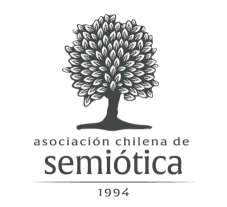 asociación chilena de
semiótica
1994